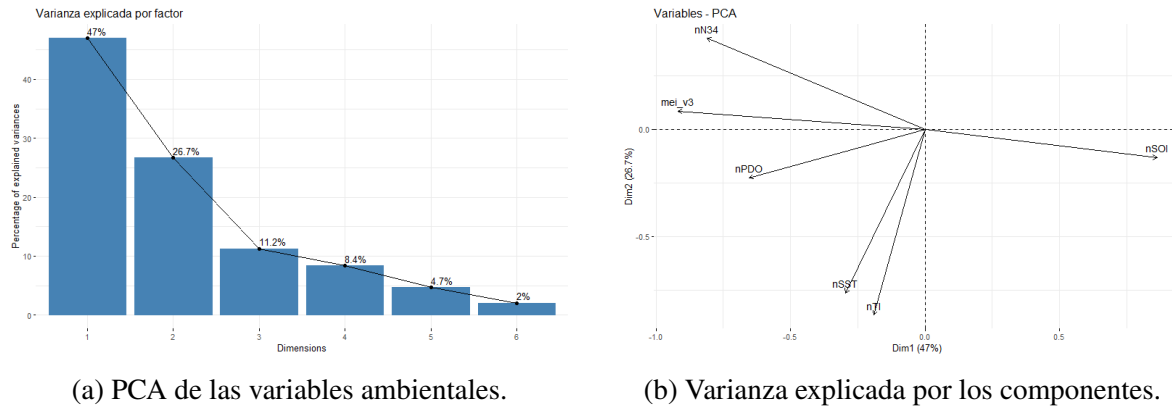 Varianza explicada por factor
47%
26.7%
11.2%
8.4%
4.7%
2%
Percentage of explained variances
40
30
20
10
0
1 2 3 4 5 6
Dimensions
(a) PCA de las variables ambientales.
Variables - PCA
nN34
mei_v3
nSOI
nPDO
nSST
nTI
Dim2 (26.7%)
0.0
-0.5
-1.0 -0.5 0.0 0.5
Dim1 (47%)
(b) Varianza explicada por los componentes.